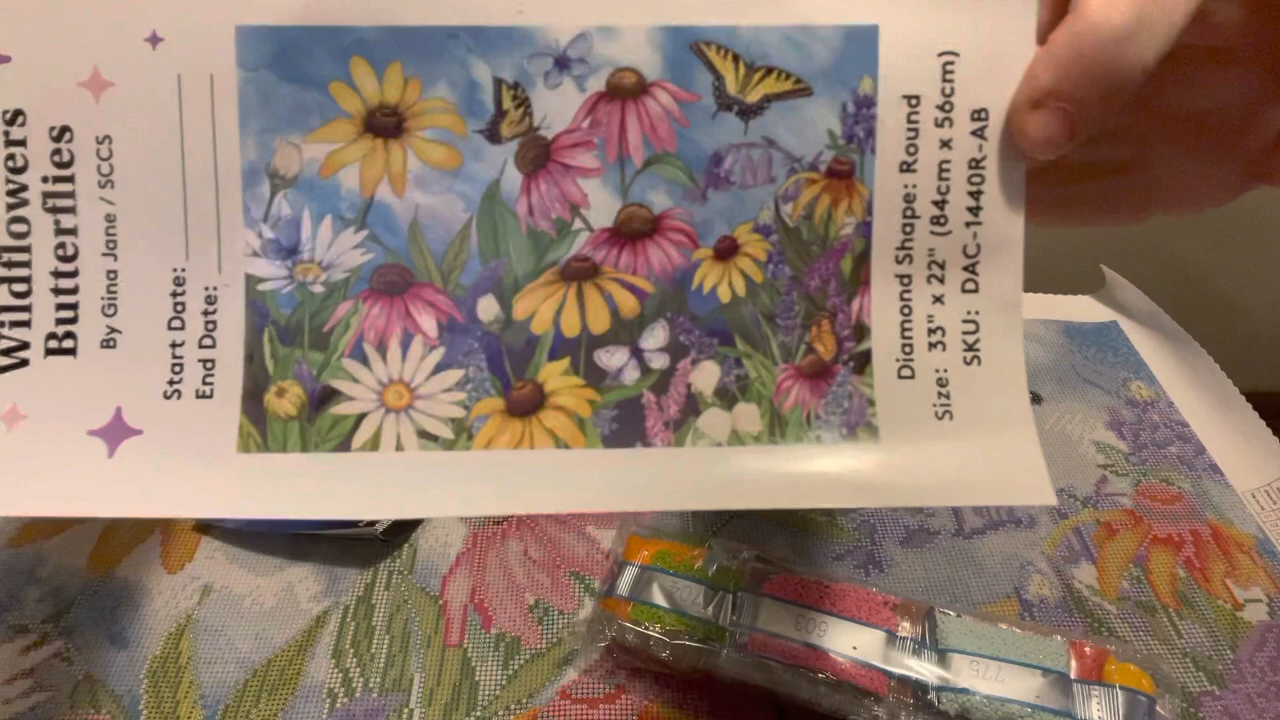 Wildflowers
Butterflies
By Gina Jane / SCCS
Start Date:
End Date:
Diamond Shape: Round
Size: 33" x 22" (84cm x 56cm)
SKU: DAC-1440R-AB
704
603
775